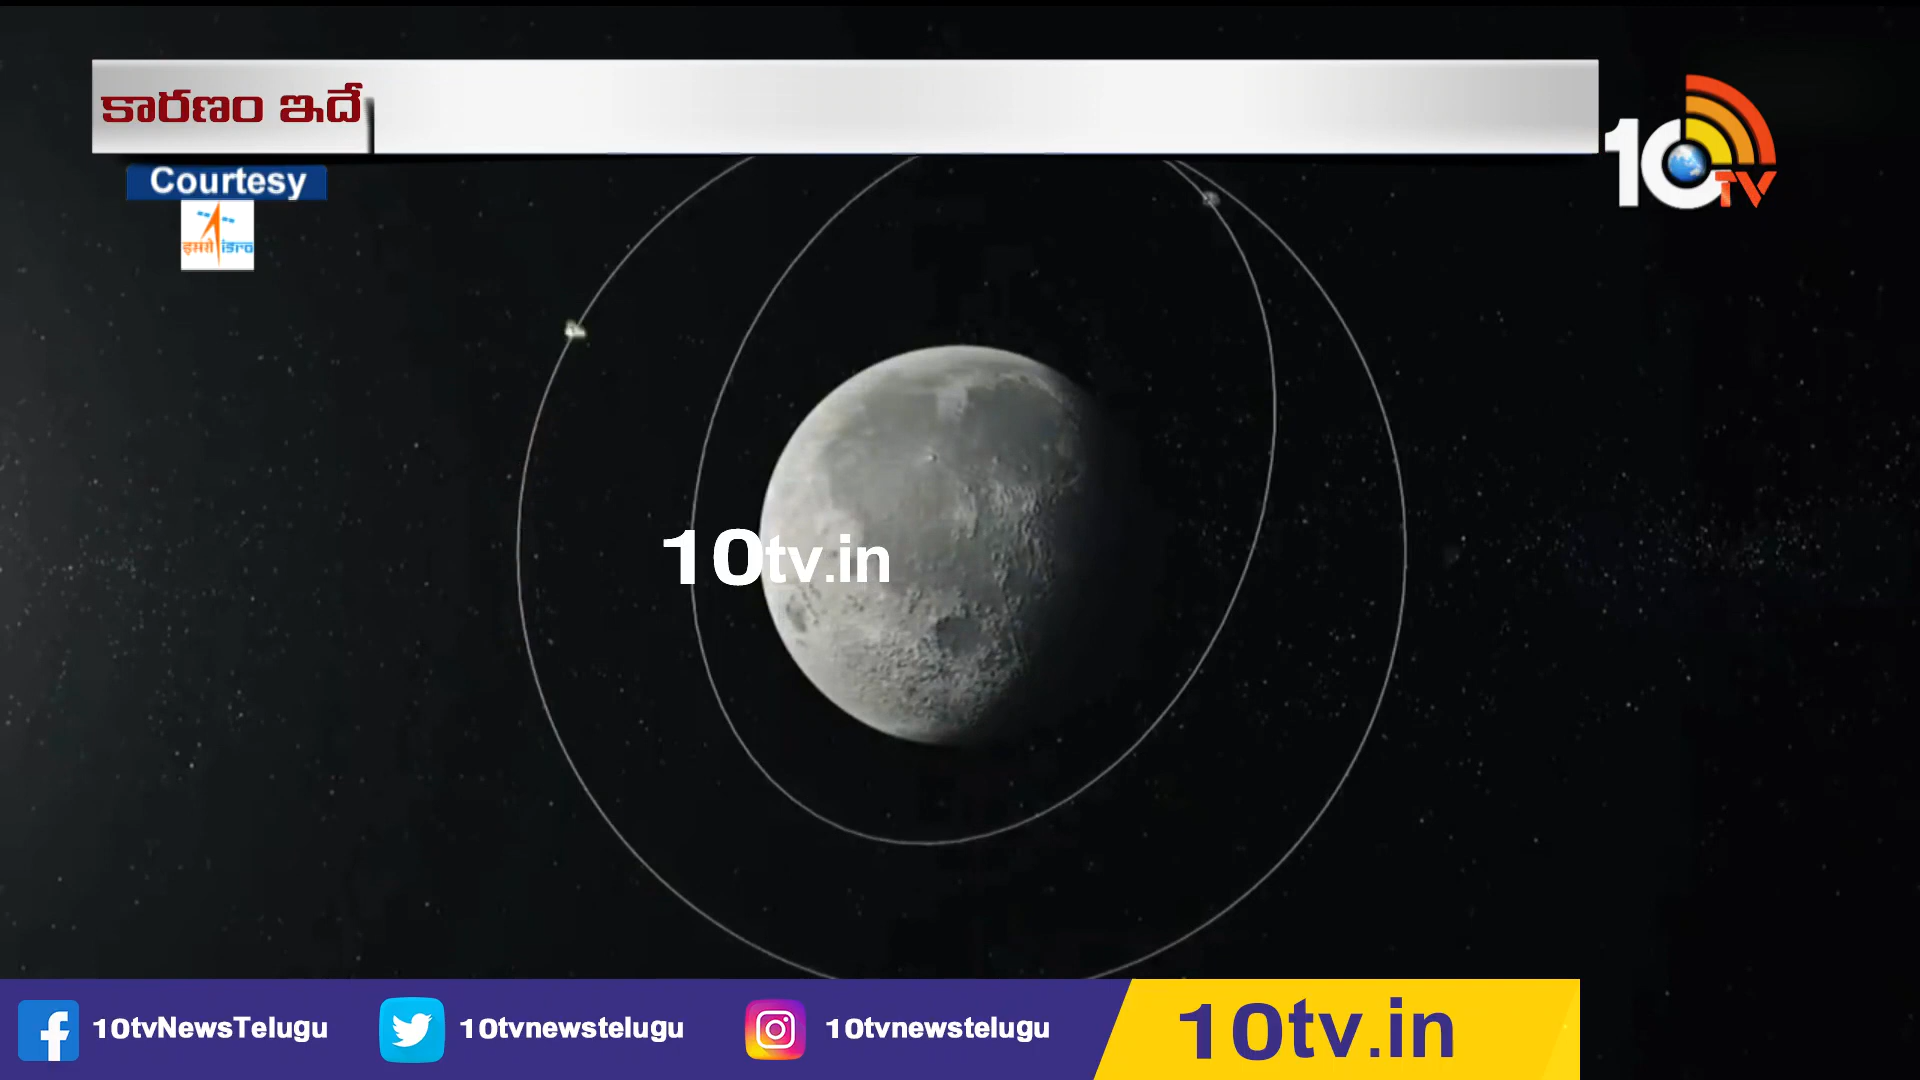 కారణం ఇదే
10TV
Courtesy
इसरो isro
10tv.in
10tvNewsTelugu
10tvnewstelugu
10tvnewstelugu
10tv.in